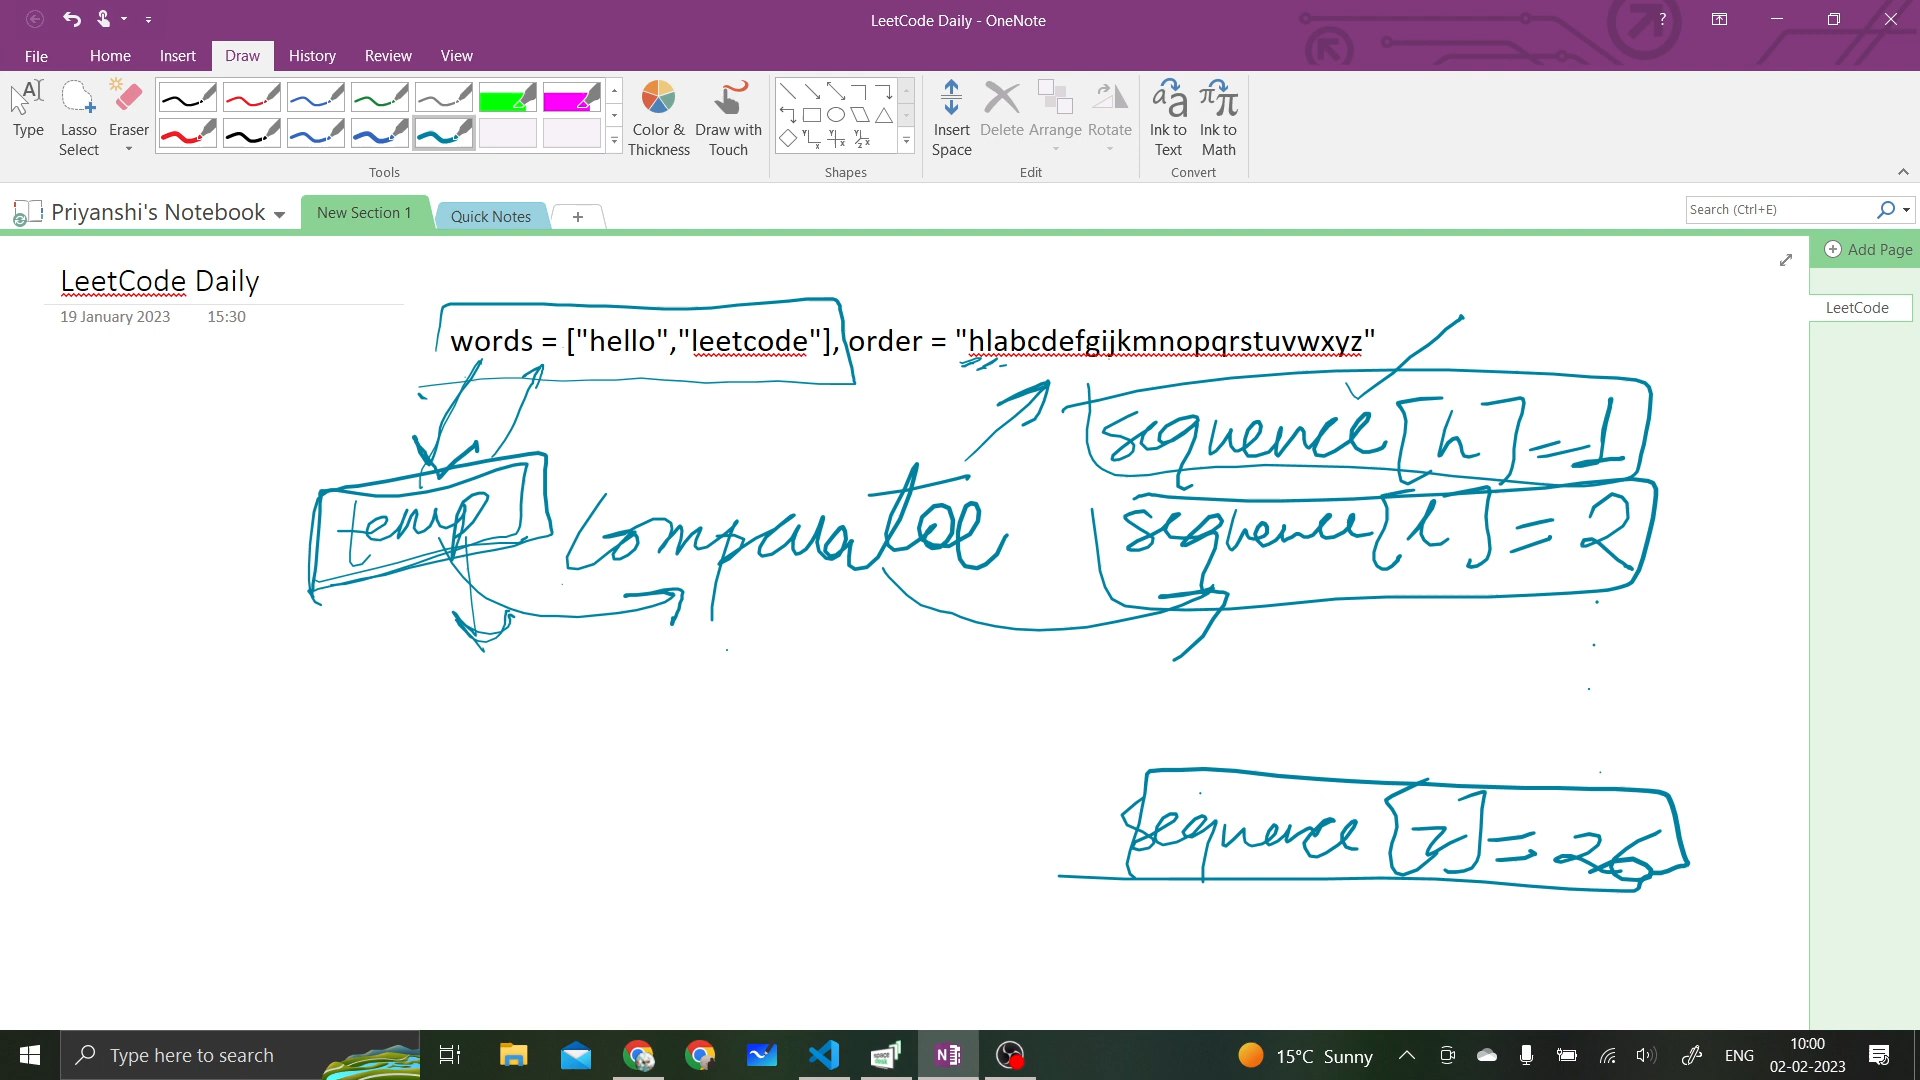 LeetCode Daily - OneNote
?
File Home Insert Draw History Review View
Type
Lasso Select
Eraser
Color & Thickness
Draw with Touch
Insert Space
Delete
Arrange
Rotate
Ink to Text
Ink to Math
Tools
Shapes
Edit
Convert
Priyanshi's Notebook
New Section 1
Quick Notes
+
Search (Ctrl+E)
Add Page
LeetCode
LeetCode Daily
19 January 2023 15:30
words = ["hello","leetcode"], order = "hlabcdefgijkmnopqrstuvwxyz"
sequence[h] = 1
temp comparator sequence[l] = 2
sequence[z] = 26
Type here to search
15°C Sunny
ENG
10:00
02-02-2023